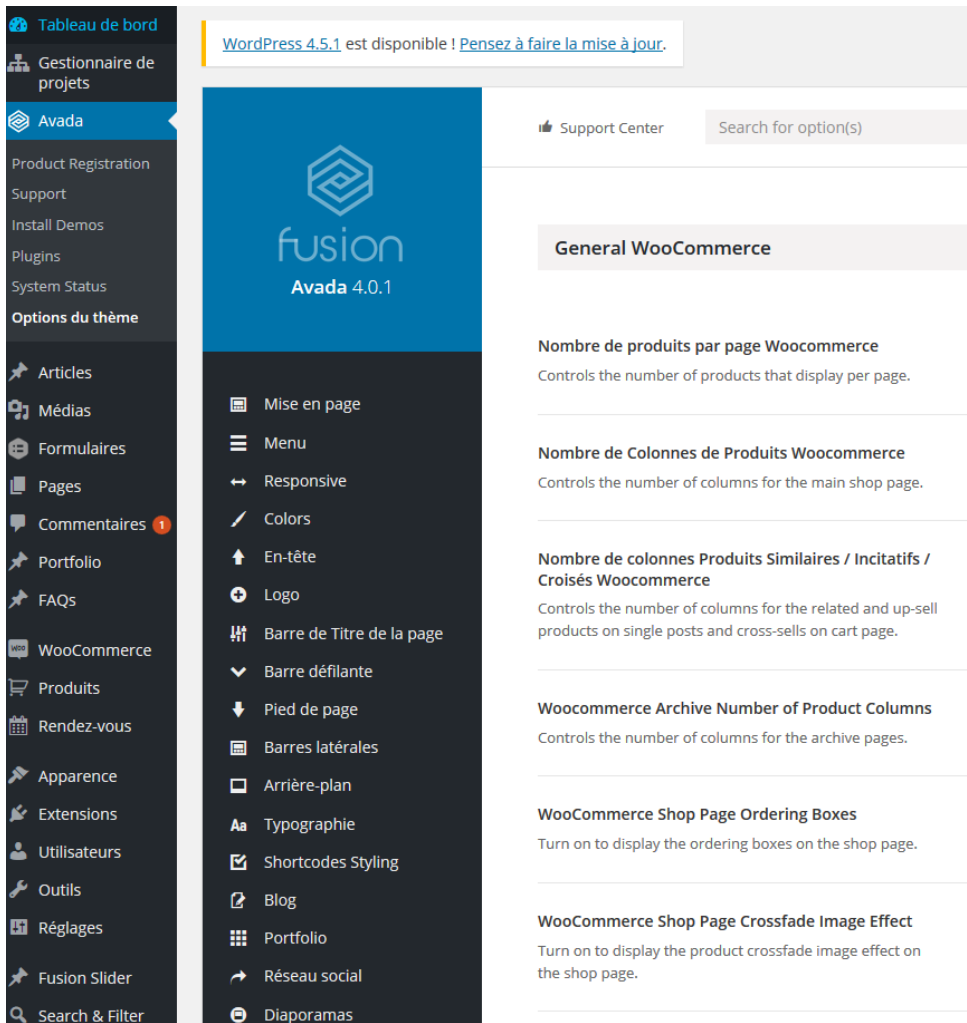 Tableau de bord
Gestionnaire de
projets
Avada
Product Registration
Support
Install Demos
Plugins
System Status
Options du thème
Articles
Médias
Formulaires
Pages
Commentaires 1
Portfolio
FAQs
WOO WooCommerce
Produits
Rendez-vous
Apparence
Extensions
Utilisateurs
Outils
Réglages
Fusion Slider
Search & Filter
WordPress 4.5.1 est disponible ! Pensez à faire la mise à jour.
fusion
Avada 4.0.1
Mise en page
Menu
Responsive
Colors
En-tête
Logo
Barre de Titre de la page
Barre défilante
Pied de page
Barres latérales
Arrière-plan
Aa Typographie
Shortcodes Styling
Blog
Portfolio
Réseau social
Diaporamas
Support Center
Search for option(s)
General WooCommerce
Nombre de produits par page Woocommerce
Controls the number of products that display per page.
Nombre de Colonnes de Produits Woocommerce
Controls the number of columns for the main shop page.
Nombre de colonnes Produits Similaires / Incitatifs /
Croisés Woocommerce
Controls the number of columns for the related and up-sell
products on single posts and cross-sells on cart page.
Woocommerce Archive Number of Product Columns
Controls the number of columns for the archive pages.
WooCommerce Shop Page Ordering Boxes
Turn on to display the ordering boxes on the shop page.
WooCommerce Shop Page Crossfade Image Effect
Turn on to display the product crossfade image effect on
the shop page.